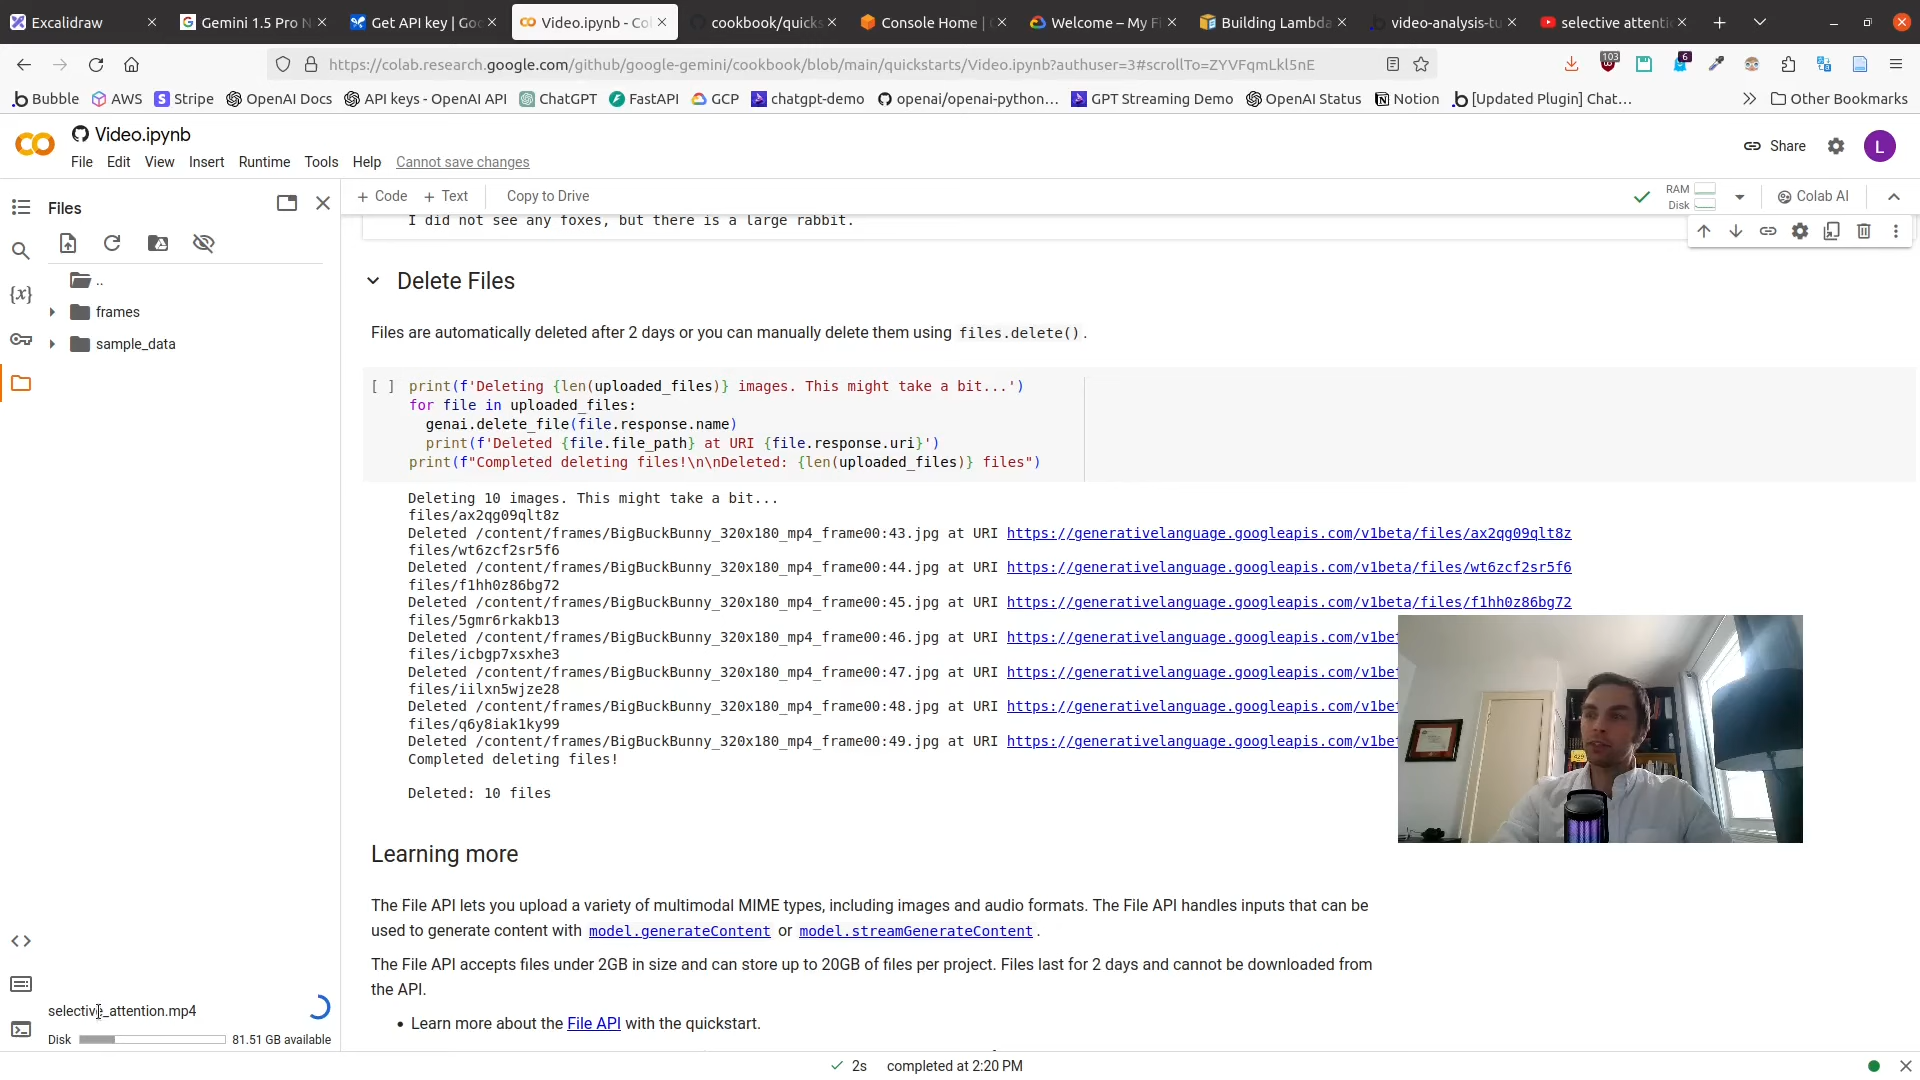 Excalidraw
Gemini 1.5 Pro N
Get API key | Goo
Video.ipynb - Col
cookbook/quicks
Console Home |
Welcome – My Fi
Building Lambda
video-analysis-tu
selective attenti
https://colab.research.google.com/github/google-gemini/cookbook/blob/main/quickstarts/Video.ipynb?authuser=3#scrollTo=ZYVFqmLkl5nE
103
6
Bubble
AWS
Stripe
OpenAI Docs
API keys - OpenAI API
ChatGPT
FastAPI
GCP
chatgpt-demo
openai/openai-python…
GPT Streaming Demo
OpenAI Status
Notion
[Updated Plugin] Chat…
Other Bookmarks
Video.ipynb
File Edit View Insert Runtime Tools Help Cannot save changes
Share
L
Files
+ Code + Text Copy to Drive
RAM
Disk
Colab AI
..
frames
sample_data
I did not see any foxes, but there is a large rabbit.
Delete Files
Files are automatically deleted after 2 days or you can manually delete them using files.delete().
[ ] print(f'Deleting {len(uploaded_files)} images. This might take a bit...')
for file in uploaded_files:
genai.delete_file(file.response.name)
print(f'Deleted {file.file_path} at URI {file.response.uri}')
print(f"Completed deleting files!\n\nDeleted: {len(uploaded_files)} files")
Deleting 10 images. This might take a bit...
files/ax2qg09qlt8z
Deleted /content/frames/BigBuckBunny_320x180_mp4_frame00:43.jpg at URI https://generativelanguage.googleapis.com/v1beta/files/ax2qg09qlt8z
files/wt6zcf2sr5f6
Deleted /content/frames/BigBuckBunny_320x180_mp4_frame00:44.jpg at URI https://generativelanguage.googleapis.com/v1beta/files/wt6zcf2sr5f6
files/f1hh0z86bg72
Deleted /content/frames/BigBuckBunny_320x180_mp4_frame00:45.jpg at URI https://generativelanguage.googleapis.com/v1beta/files/f1hh0z86bg72
files/5gmr6rkakb13
Deleted /content/frames/BigBuckBunny_320x180_mp4_frame00:46.jpg at URI https://generativelanguage.googleapis.com/v1bet
files/icbgp7xsxhe3
Deleted /content/frames/BigBuckBunny_320x180_mp4_frame00:47.jpg at URI https://generativelanguage.googleapis.com/v1bet
files/iilxn5wjze28
Deleted /content/frames/BigBuckBunny_320x180_mp4_frame00:48.jpg at URI https://generativelanguage.googleapis.com/v1bet
files/q6y8iak1ky99
Deleted /content/frames/BigBuckBunny_320x180_mp4_frame00:49.jpg at URI https://generativelanguage.googleapis.com/v1bet
Completed deleting files!
Deleted: 10 files
Learning more
The File API lets you upload a variety of multimodal MIME types, including images and audio formats. The File API handles inputs that can be
used to generate content with model.generateContent or model.streamGenerateContent.
The File API accepts files under 2GB in size and can store up to 20GB of files per project. Files last for 2 days and cannot be downloaded from
the API.
• Learn more about the File API with the quickstart.
selective_attention.mp4
Disk 81.51 GB available
2s completed at 2:20 PM